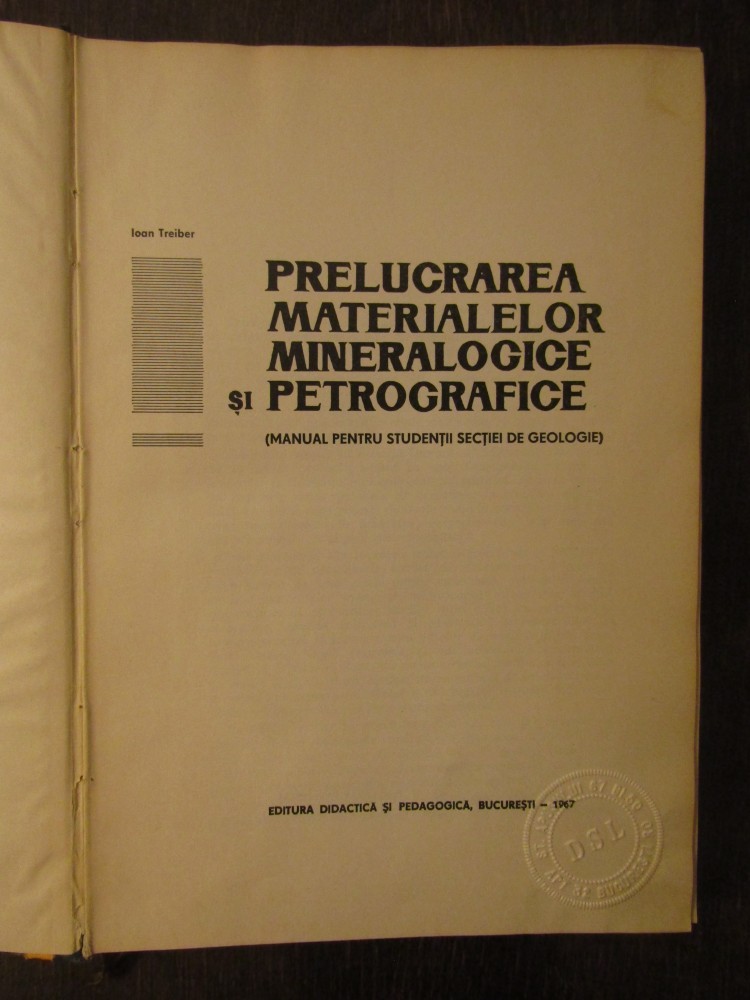 Ioan Treiber
PRELUCRAREA
MATERIALELOR
MINERALOGICE
ȘI PETROGRAFICE
(MANUAL PENTRU STUDENȚII SECȚIEI DE GEOLOGIE)
EDITURA DIDACTICĂ ȘI PEDAGOGICĂ, BUCUREȘTI – 1967
DSL